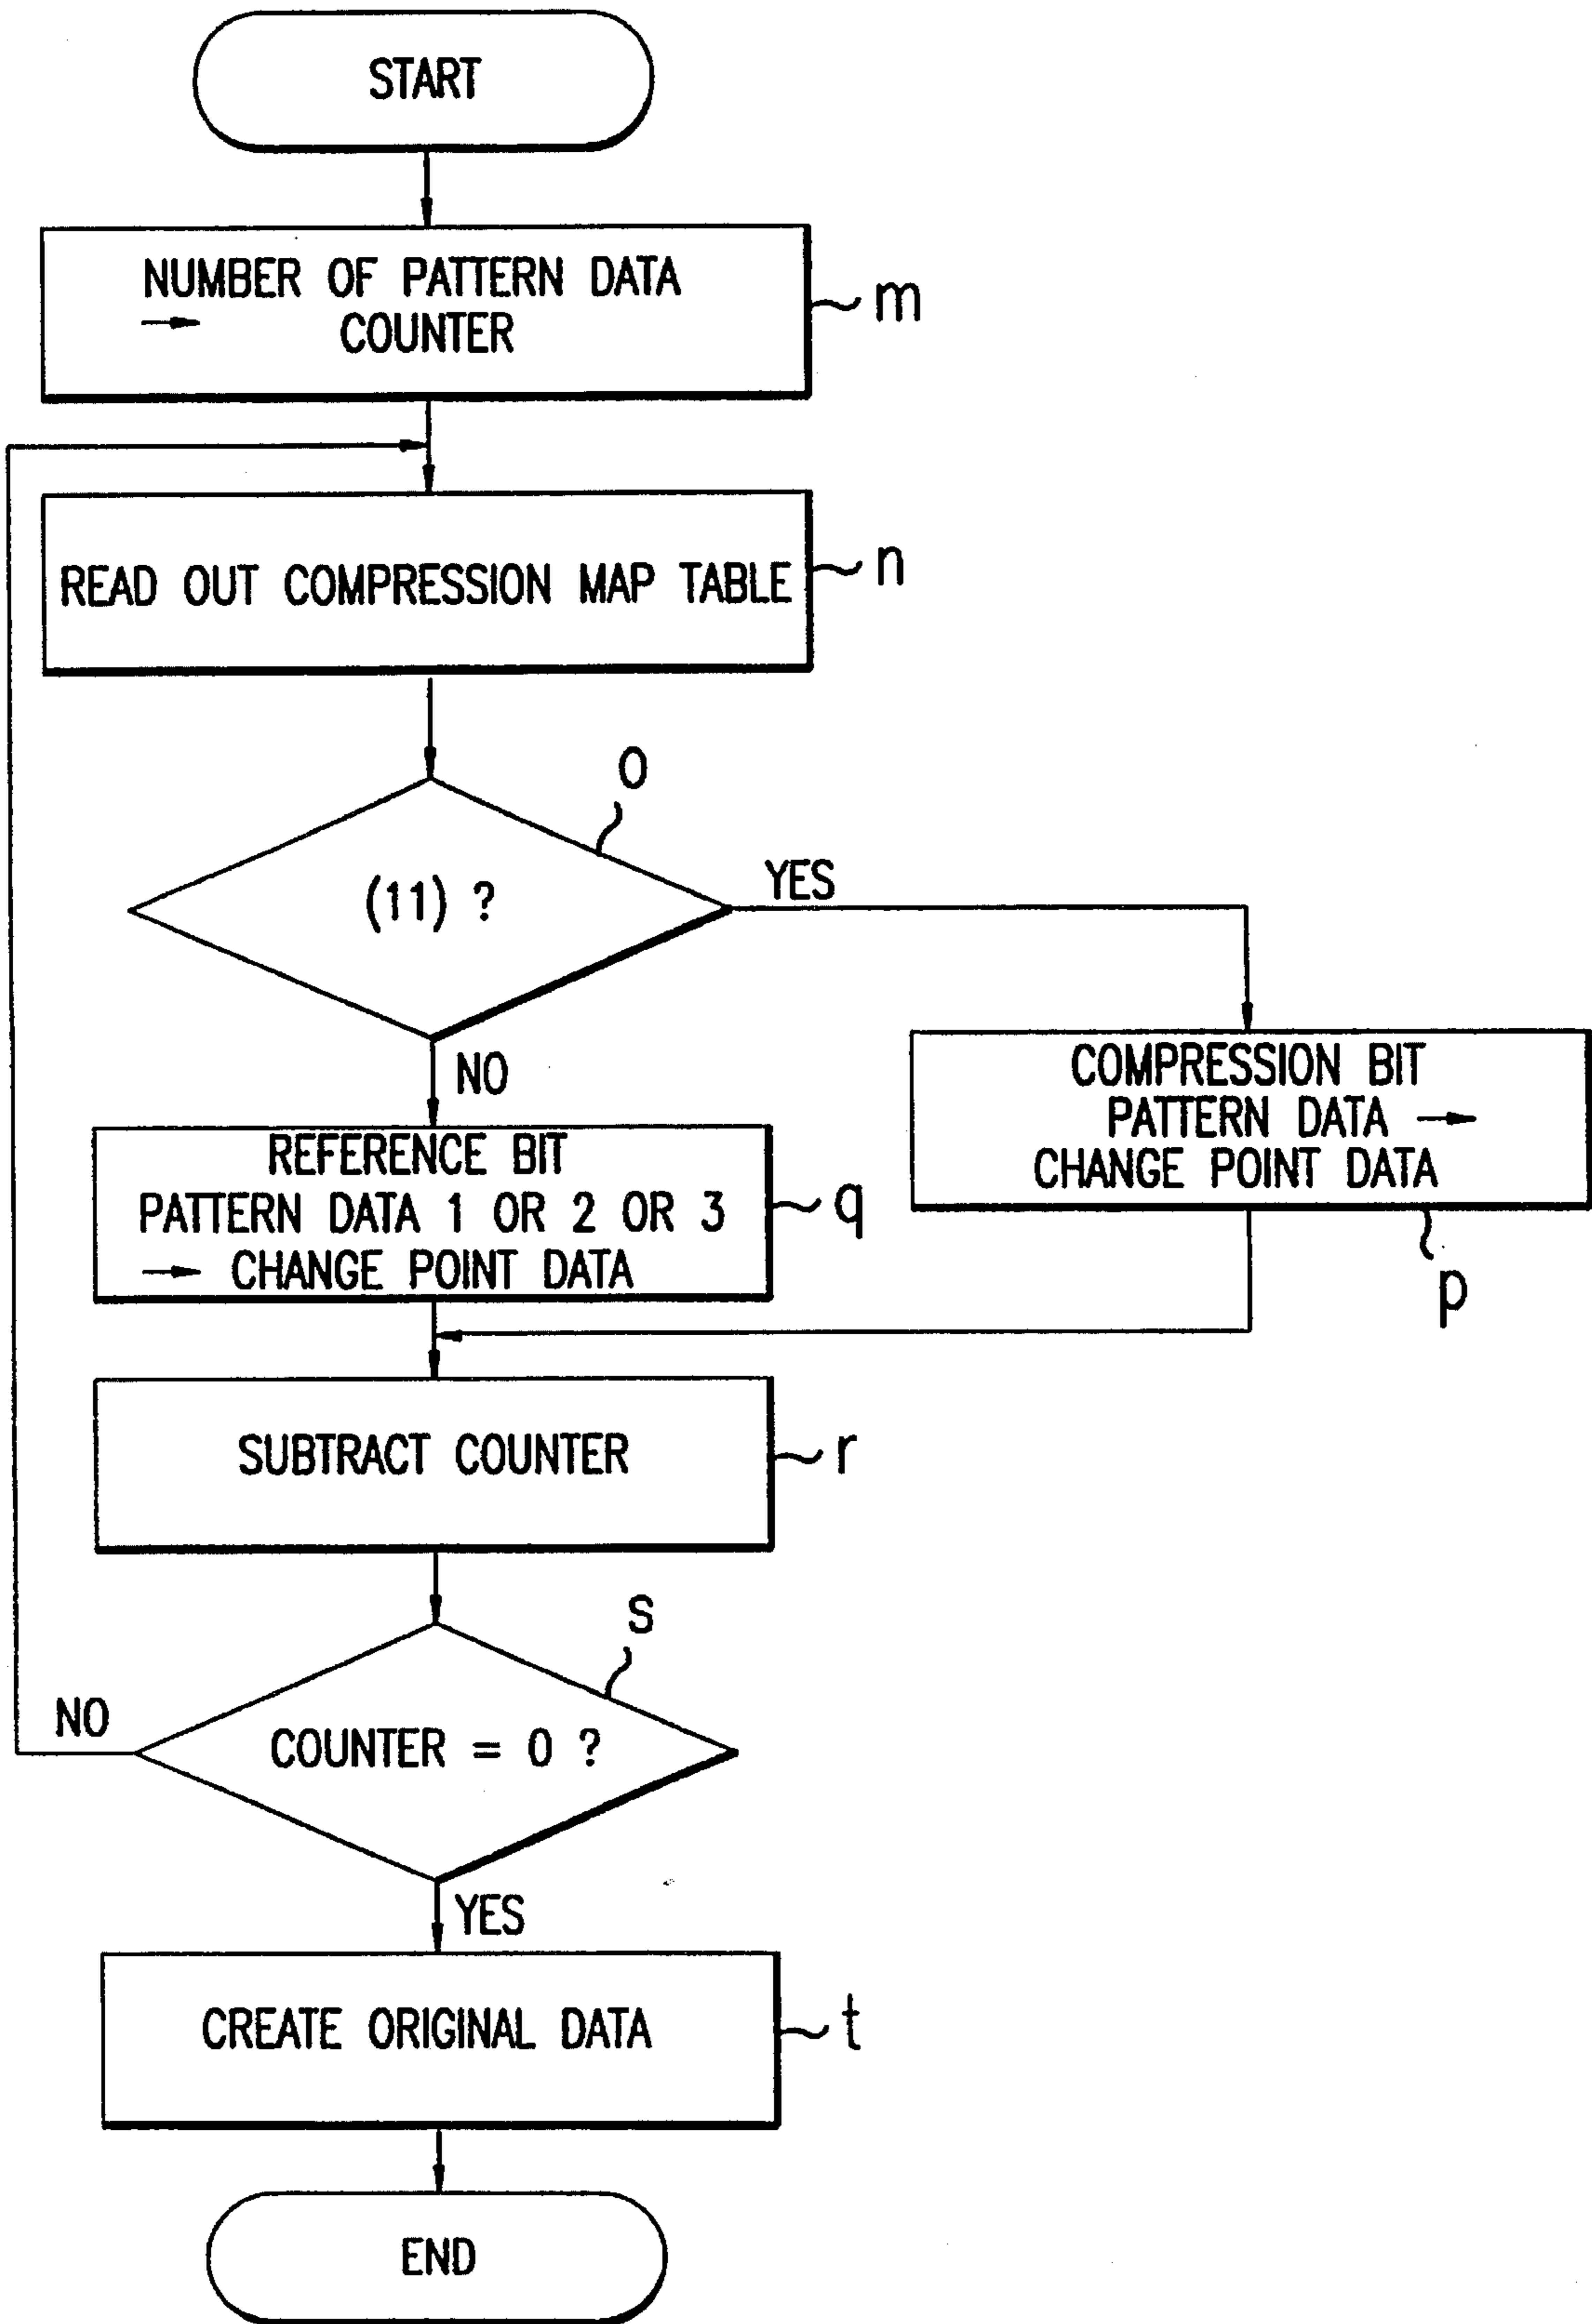 START
NUMBER OF PATTERN DATA
→ COUNTER
m
READ OUT COMPRESSION MAP TABLE
n
o
(11) ?
YES
NO
COMPRESSION BIT
PATTERN DATA →
CHANGE POINT DATA
p
REFERENCE BIT
PATTERN DATA 1 OR 2 OR 3
→ CHANGE POINT DATA
q
SUBTRACT COUNTER
r
s
COUNTER = 0 ?
NO
YES
CREATE ORIGINAL DATA
t
END